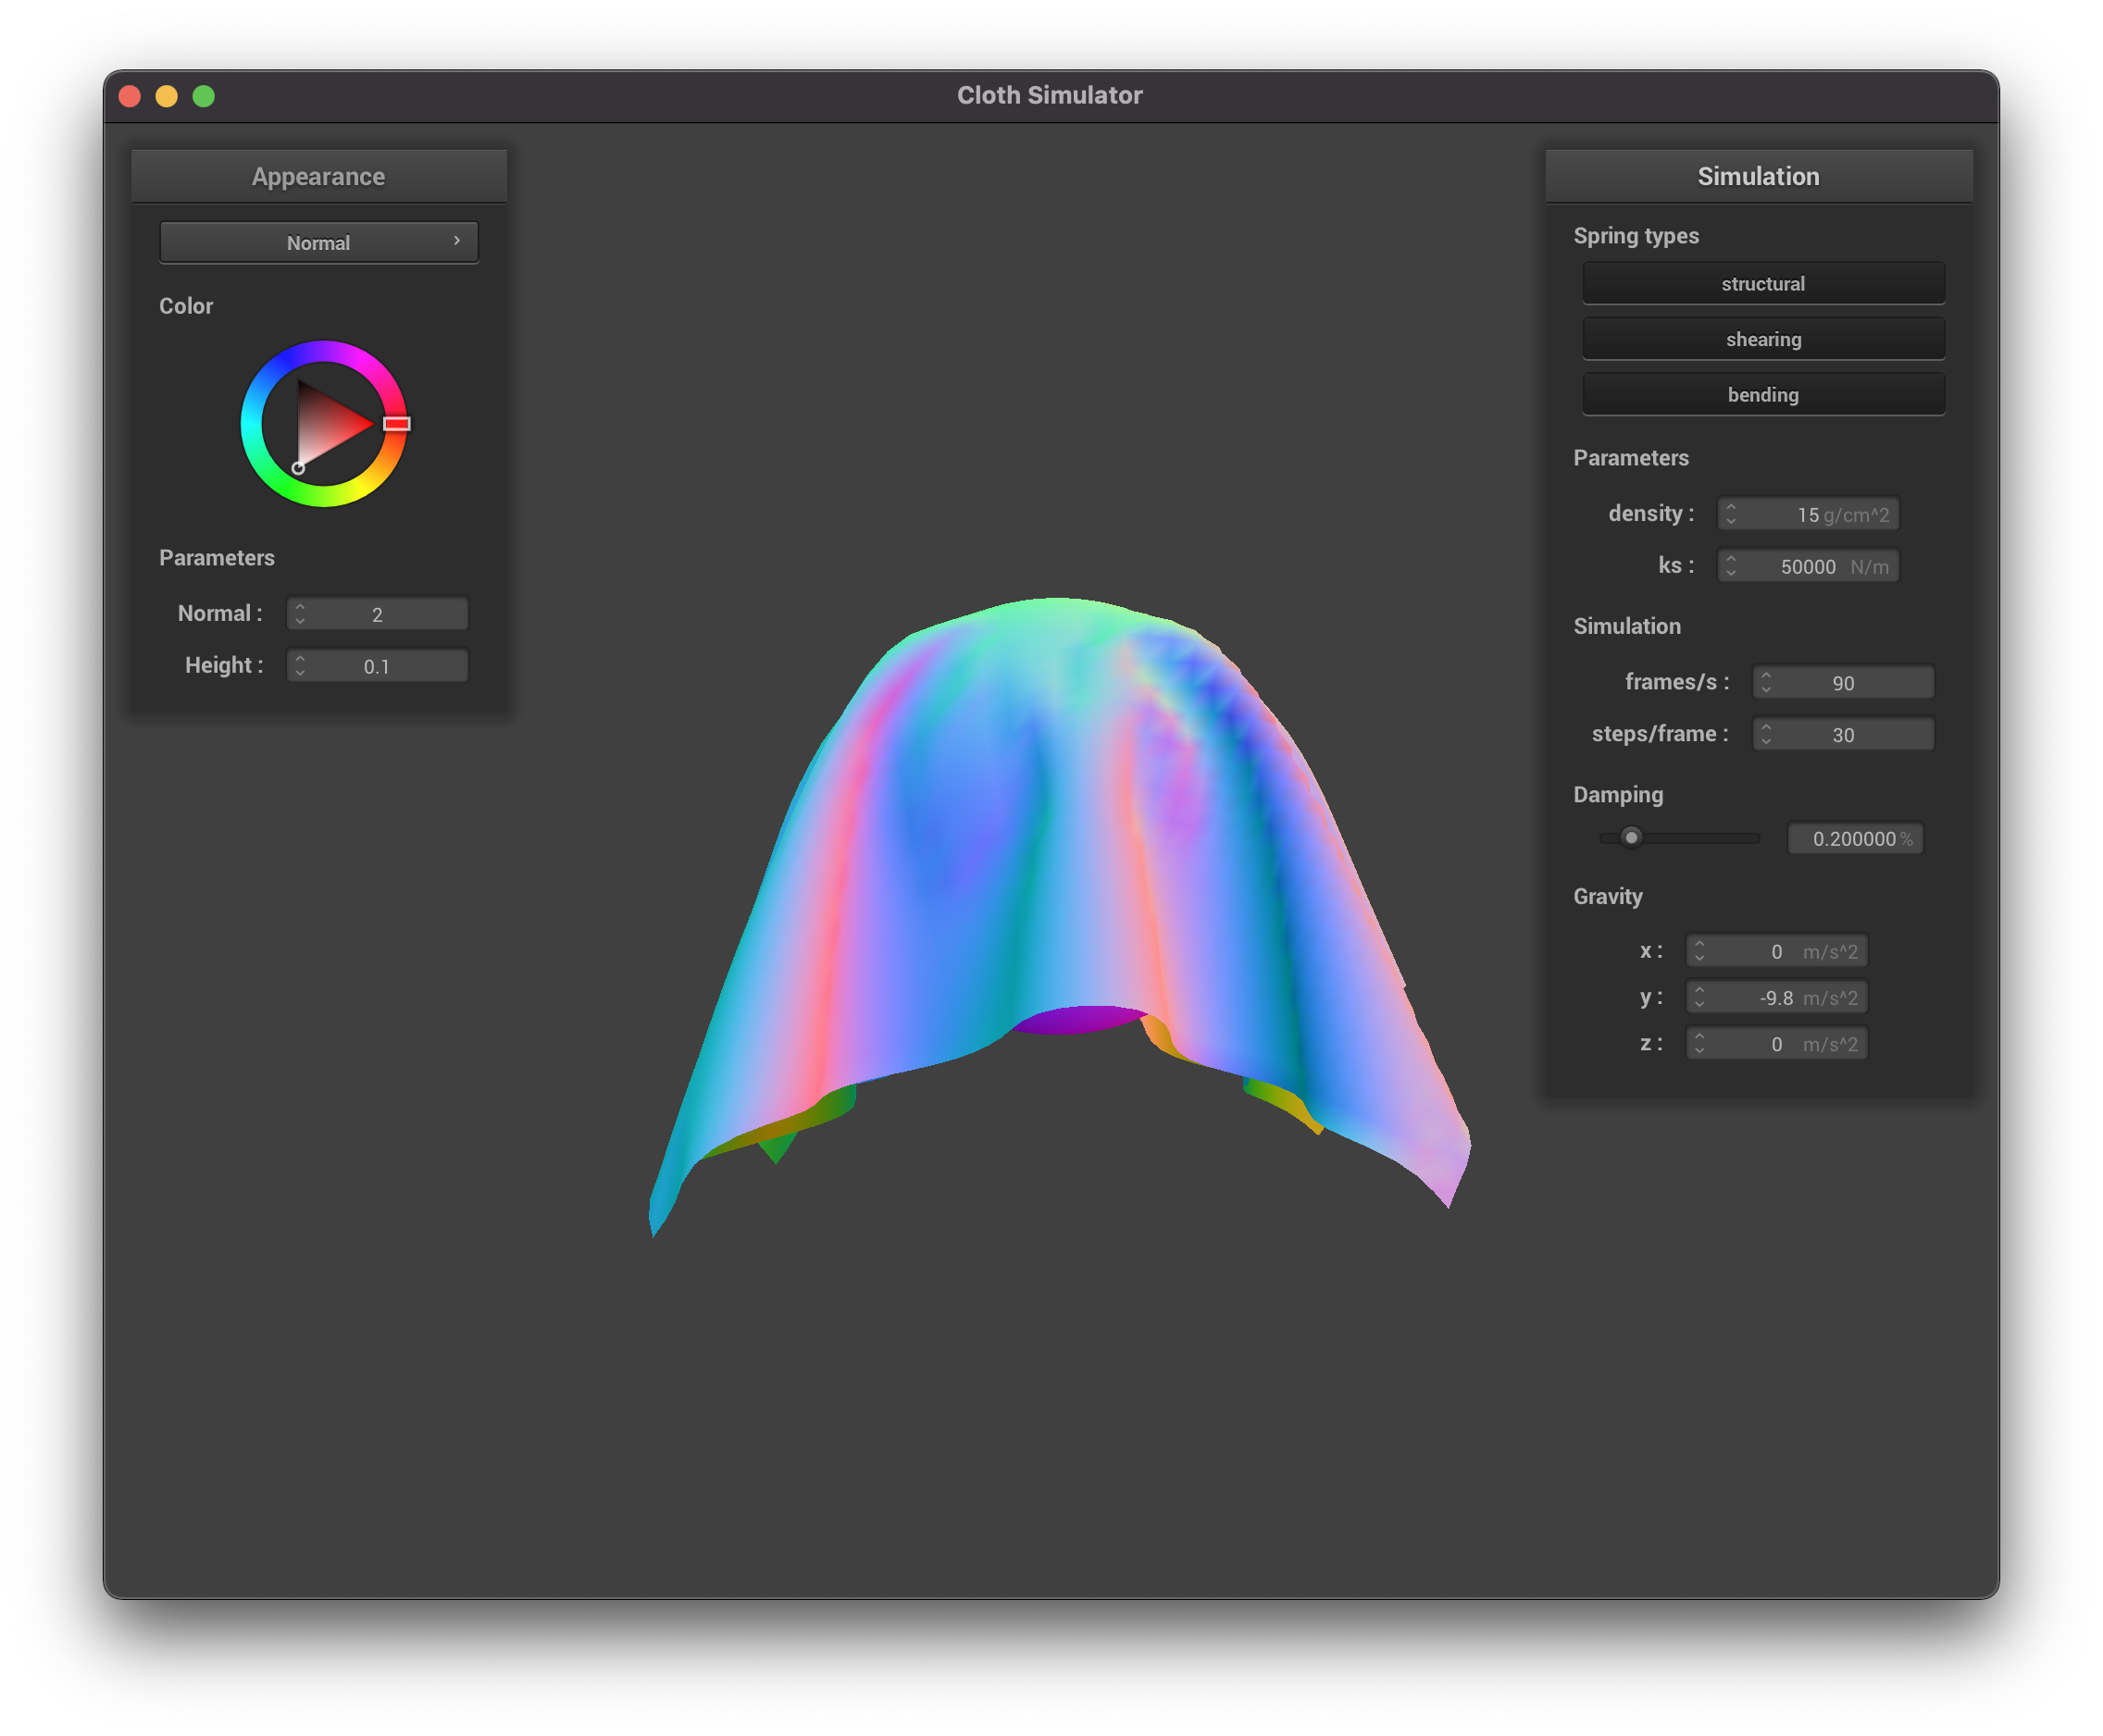 Cloth Simulator
Appearance
Normal
Color
Parameters
Normal : 2
Height : 0.1
Simulation
Spring types
structural
shearing
bending
Parameters
density : 15 g/cm^2
ks : 50000 N/m
Simulation
frames/s : 90
steps/frame : 30
Damping
0.200000 %
Gravity
x : 0 m/s^2
y : -9.8 m/s^2
z : 0 m/s^2